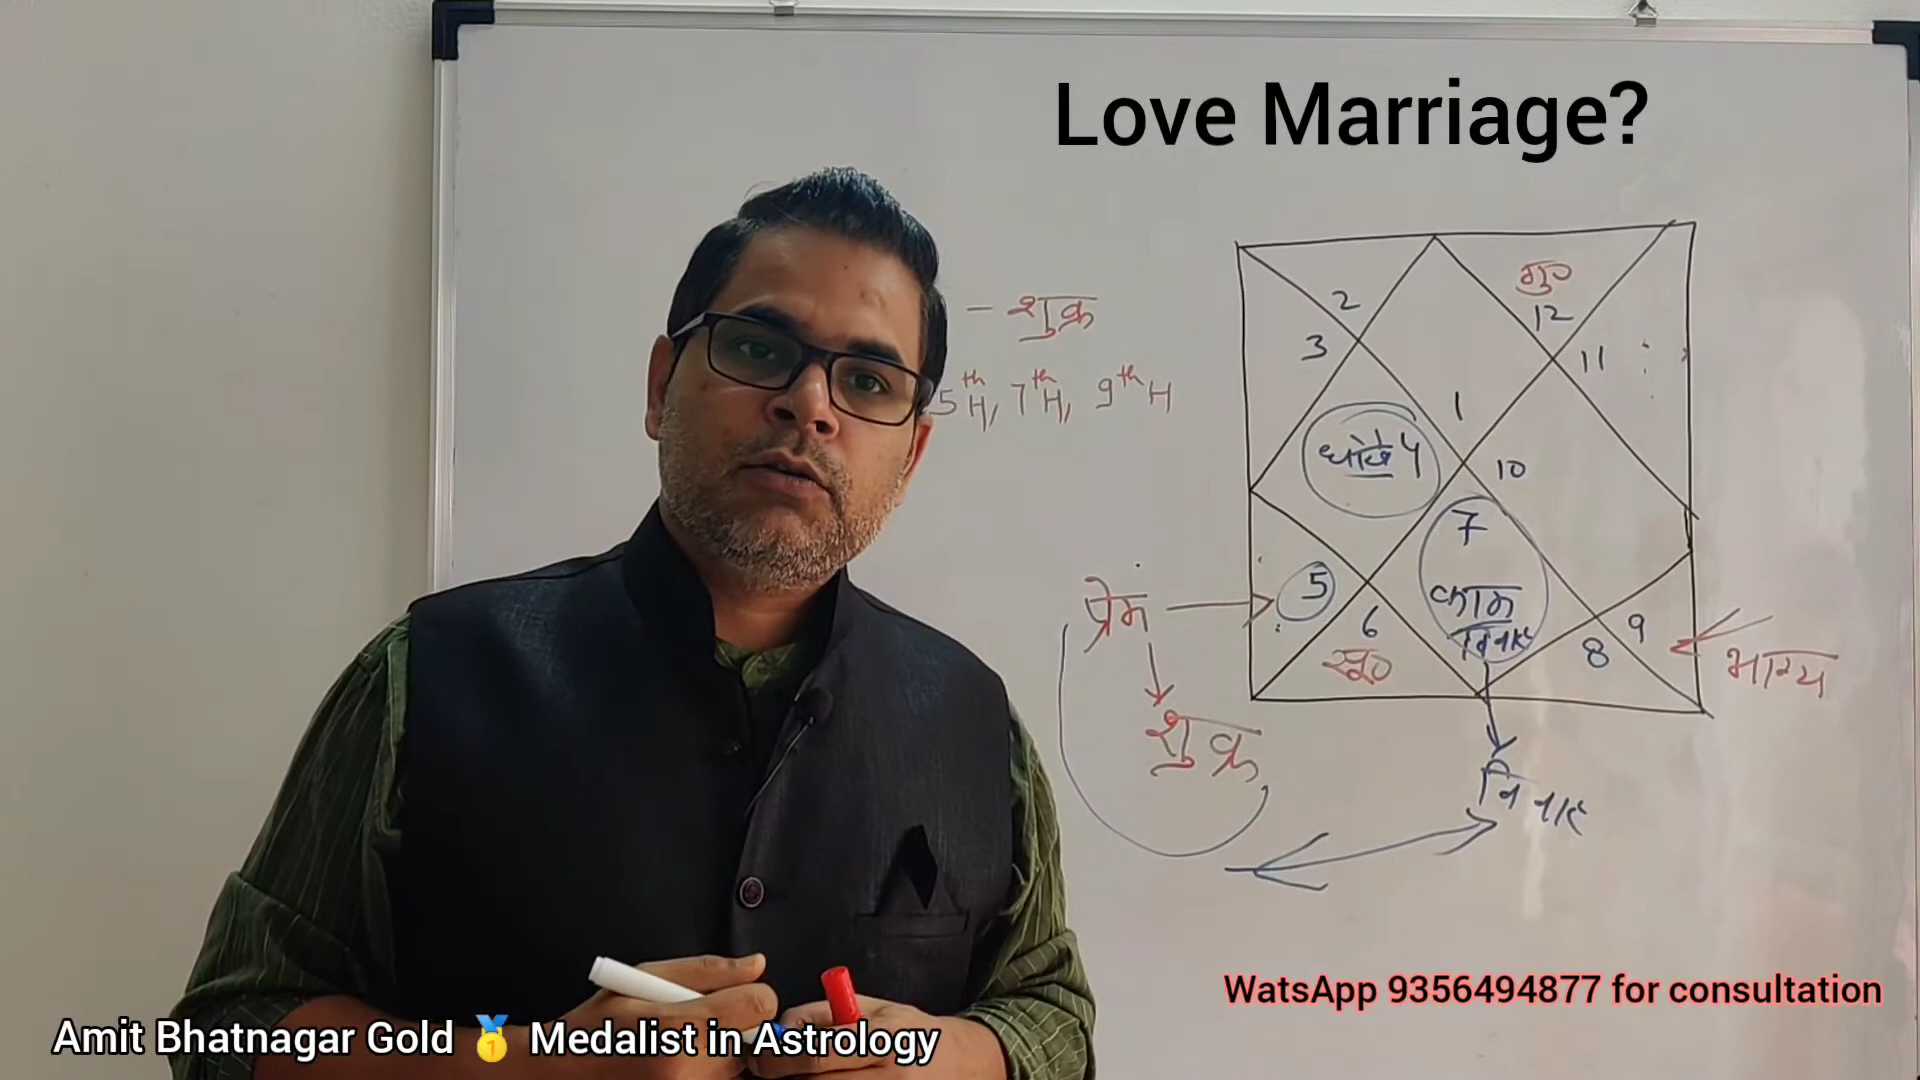 Love Marriage?
- शुक्र
5th H, 7th H, 9th H
गुरु
2
12
3
11
1
4
10
7
प्रेम
5
काम
विवाह
6
8
9
भाग्य
शुक्र
विवाह
WatsApp 9356494877 for consultation
Amit Bhatnagar Gold 🥇 Medalist in Astrology